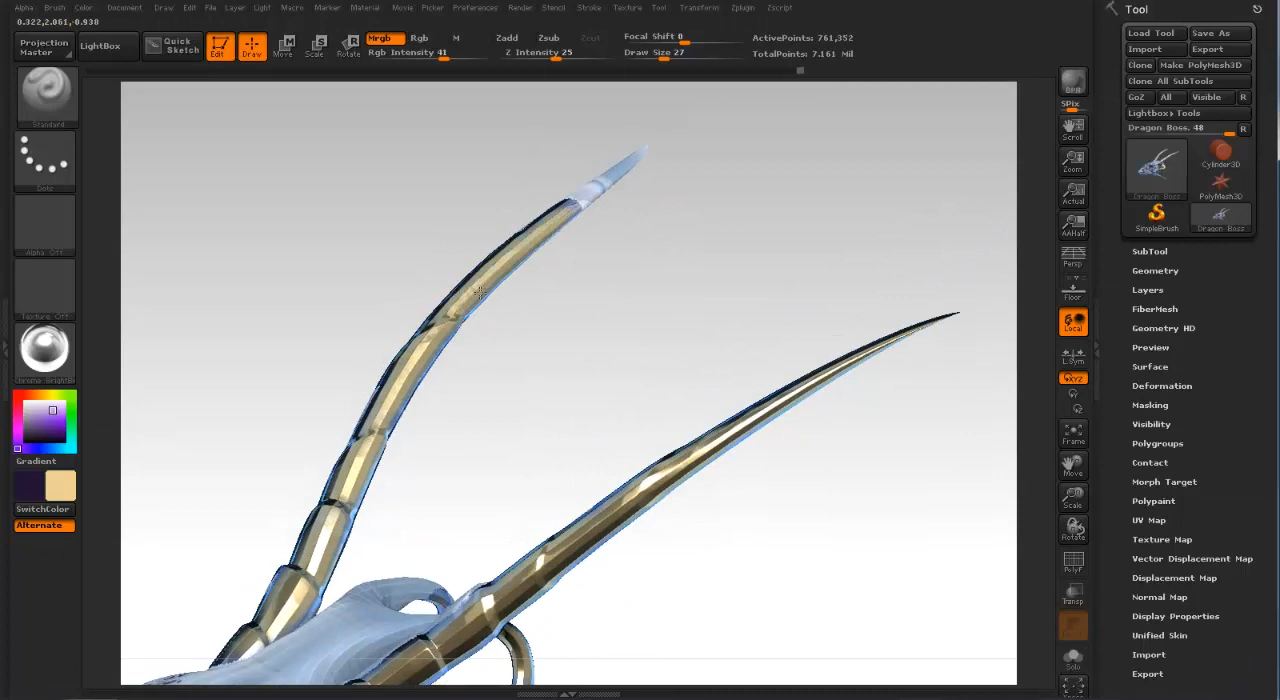 Alpha Brush Color Document Draw Edit File Layer Light Macro Marker Material Movie Picker Preferences Render Stencil Stroke Texture Tool Transform Zplugin Zscript
0.322,2.061,-0.938
Projection Master
LightBox
Quick Sketch
Edit
Draw
Move
Scale
Rotate
Mrgb Rgb M
Rgb Intensity 41
Zadd Zsub Zcut
Z Intensity 25
Focal Shift 0
Draw Size 27
ActivePoints: 761,352
TotalPoints: 7.161 Mil
Standard
Dots
Alpha Off
Texture Off
Gradient
SwitchColor
Alternate
BPR
SPix
Scroll
Zoom
Actual
AAHalf
Persp
Floor
Local
L.Sym
XYZ
Frame
Move
Scale
Rotate
PolyF
Transp
Solo
Tool
Load Tool Save As
Import Export
Clone Make PolyMesh3D
Clone All SubTools
GoZ All Visible R
Lightbox▸ Tools
Dragon Boss. 48 R
Dragon Boss
Cylinder3D
PolyMesh3D
SimpleBrush
Dragon Boss
SubTool
Geometry
Layers
FiberMesh
Geometry HD
Preview
Surface
Deformation
Masking
Visibility
Polygroups
Contact
Morph Target
Polypaint
UV Map
Texture Map
Vector Displacement Map
Displacement Map
Normal Map
Display Properties
Unified Skin
Import
Export